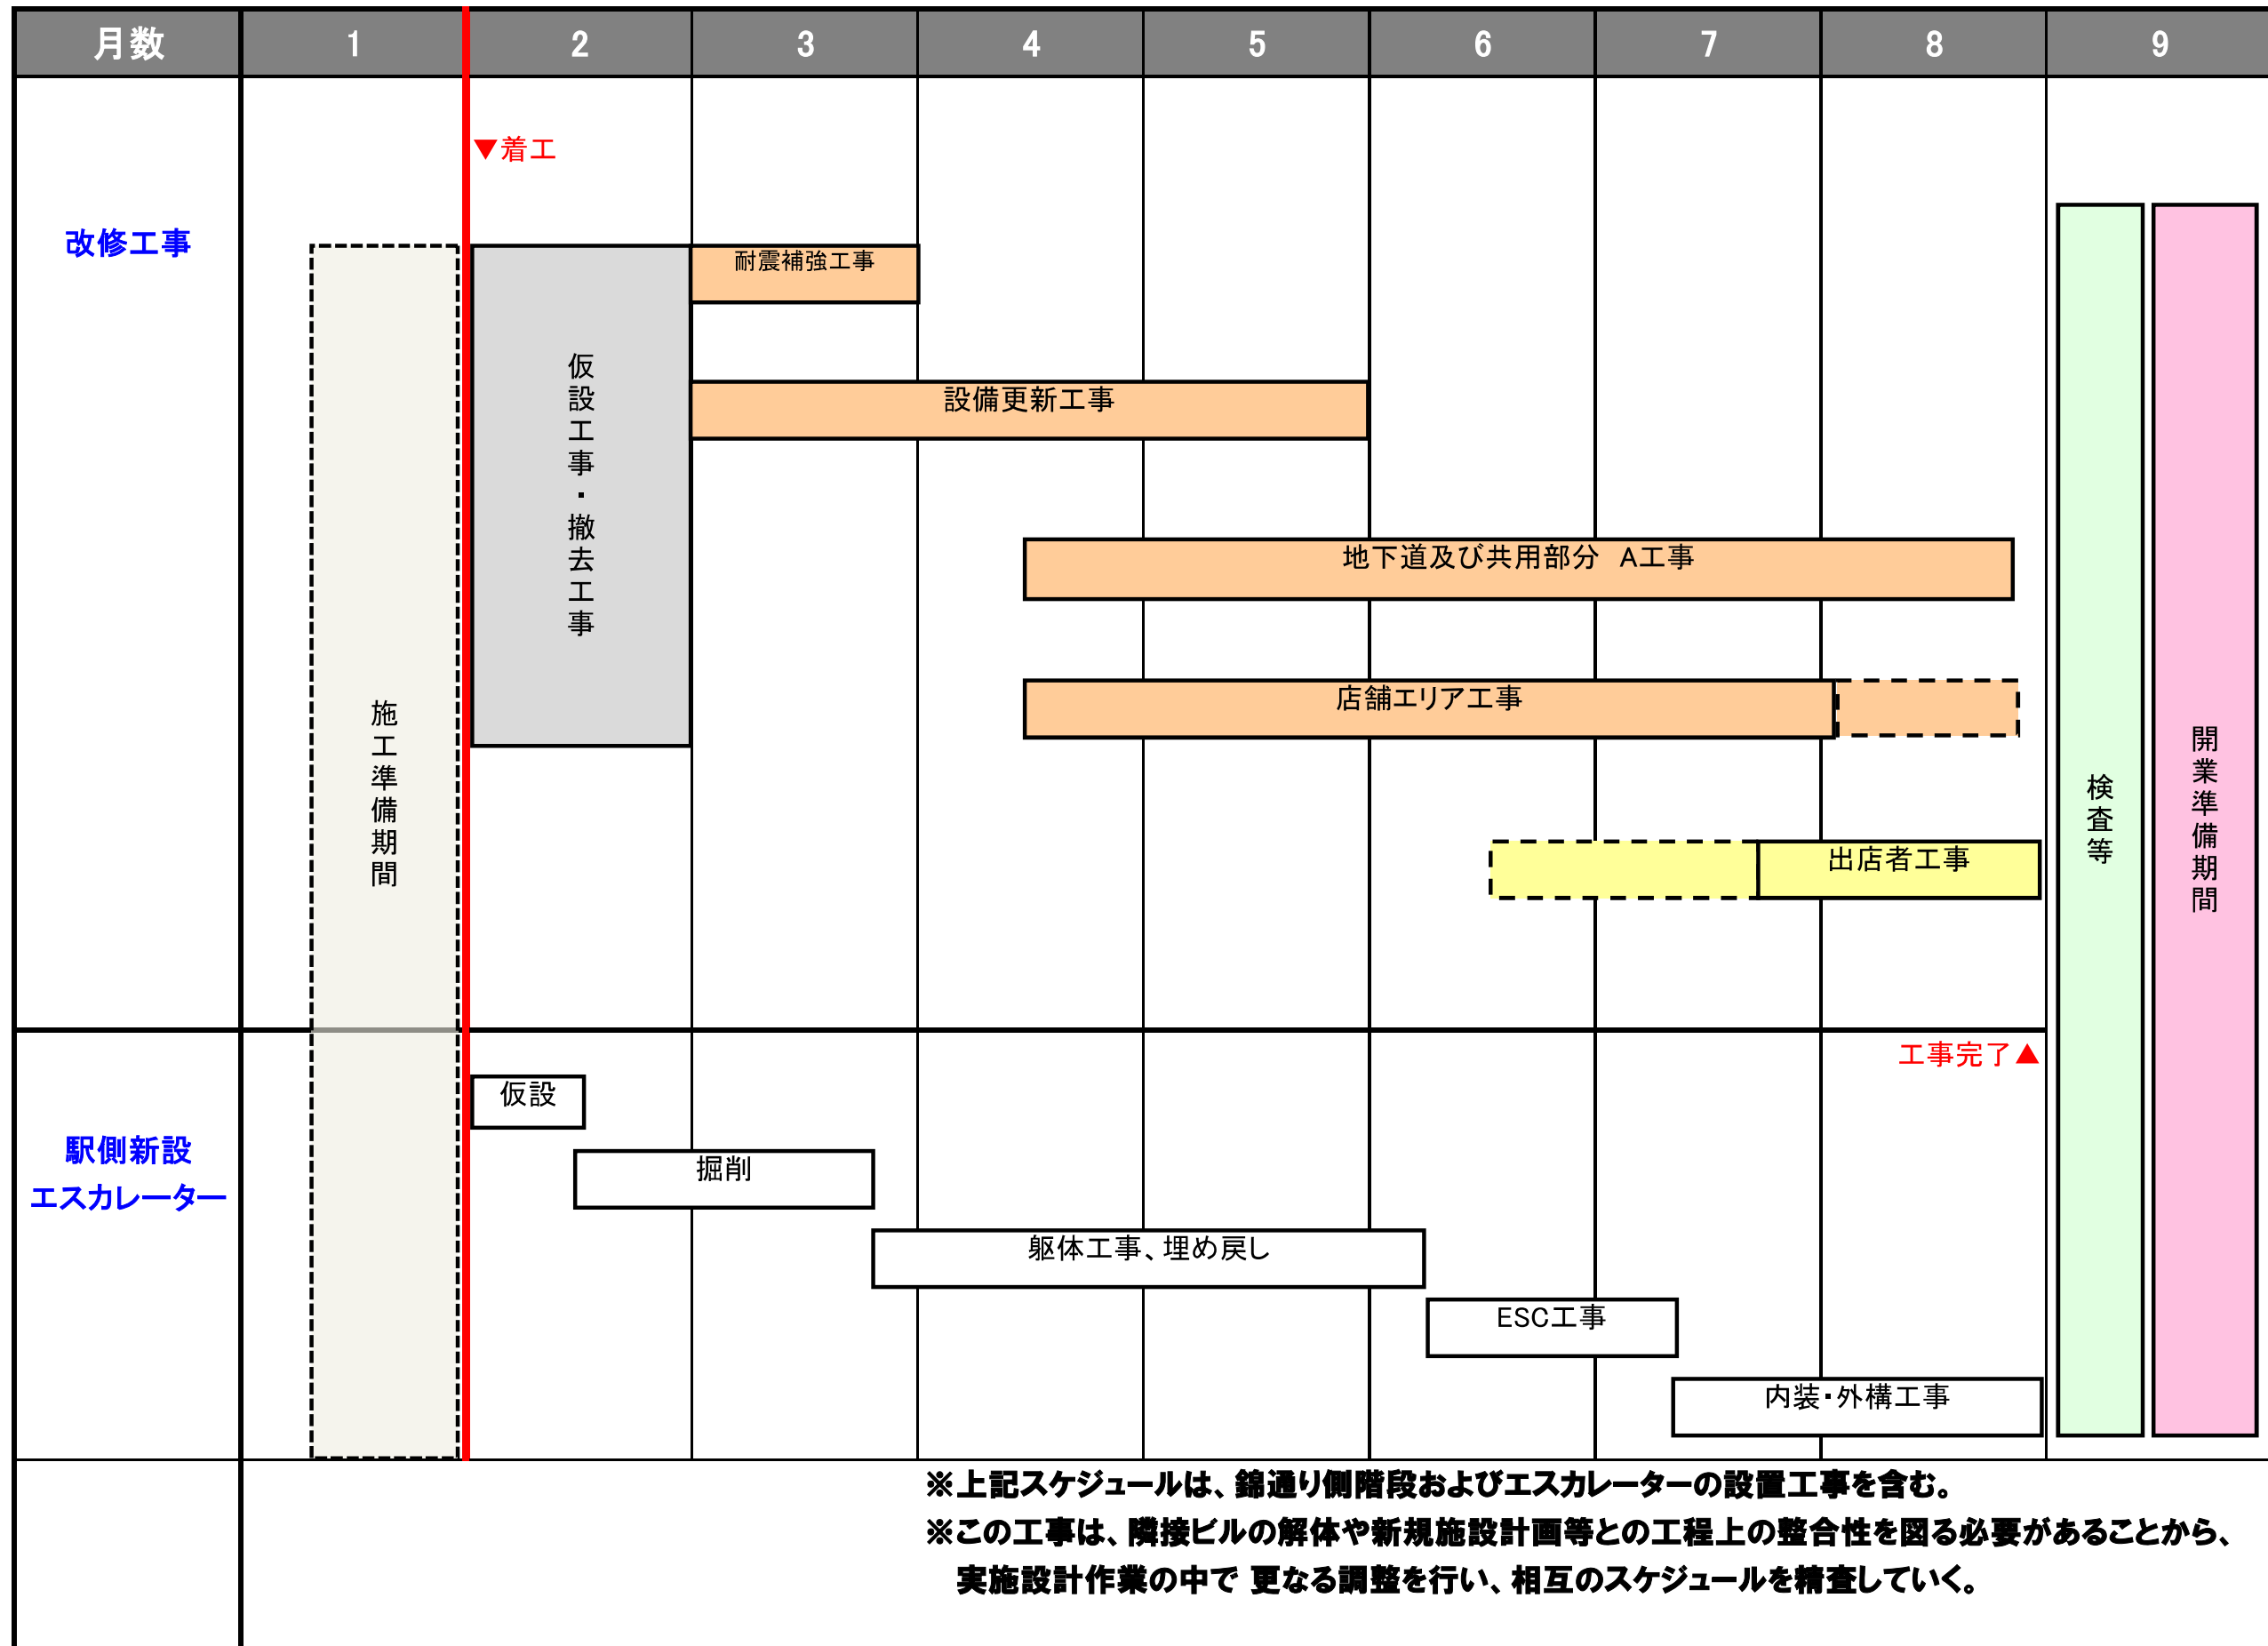 月数 1 2 3 4 5 6 7 8 9
▼着工
改修工事
耐震補強工事
仮設工事・撤去工事
設備更新工事
地下道及び共用部分　A工事
店舗エリア工事
施工準備期間
出店者工事
検査等
開業準備期間
工事完了▲
駅側新設
エスカレーター
仮設
掘削
躯体工事、埋め戻し
ESC工事
内装・外構工事
※上記スケジュールは、錦通り側階段およびエスカレーターの設置工事を含む。
※この工事は、隣接ビルの解体や新規施設計画等との工程上の整合性を図る必要があることから、
実施設計作業の中で 更なる調整を行い、相互のスケジュールを精査していく。